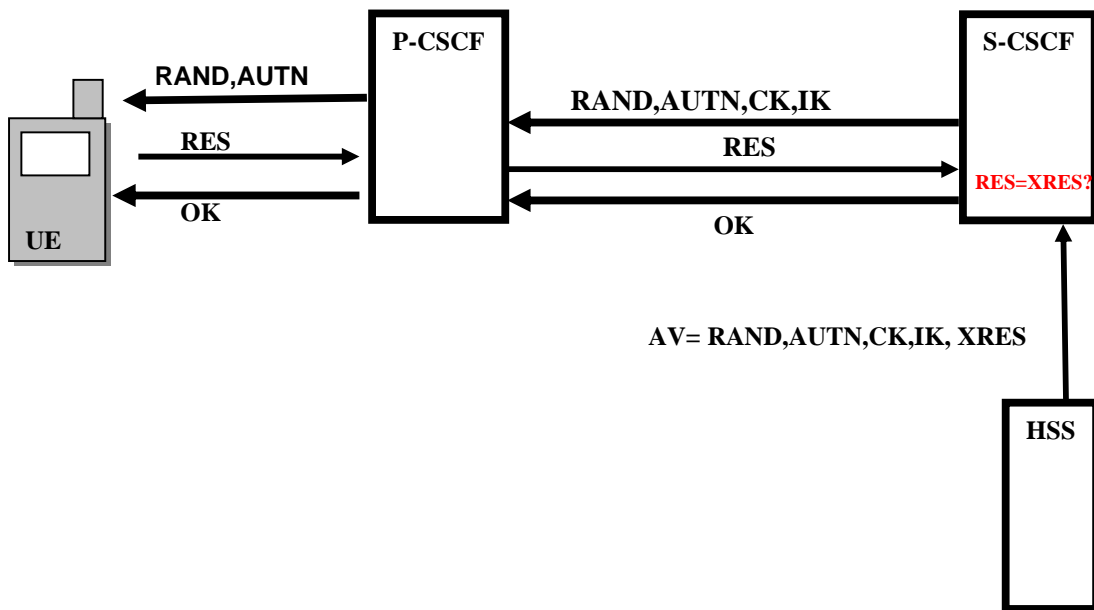 P-CSCF
S-CSCF
RAND,AUTN
RAND,AUTN,CK,IK
RES
RES
RES=XRES?
OK
OK
UE
AV= RAND,AUTN,CK,IK, XRES
HSS